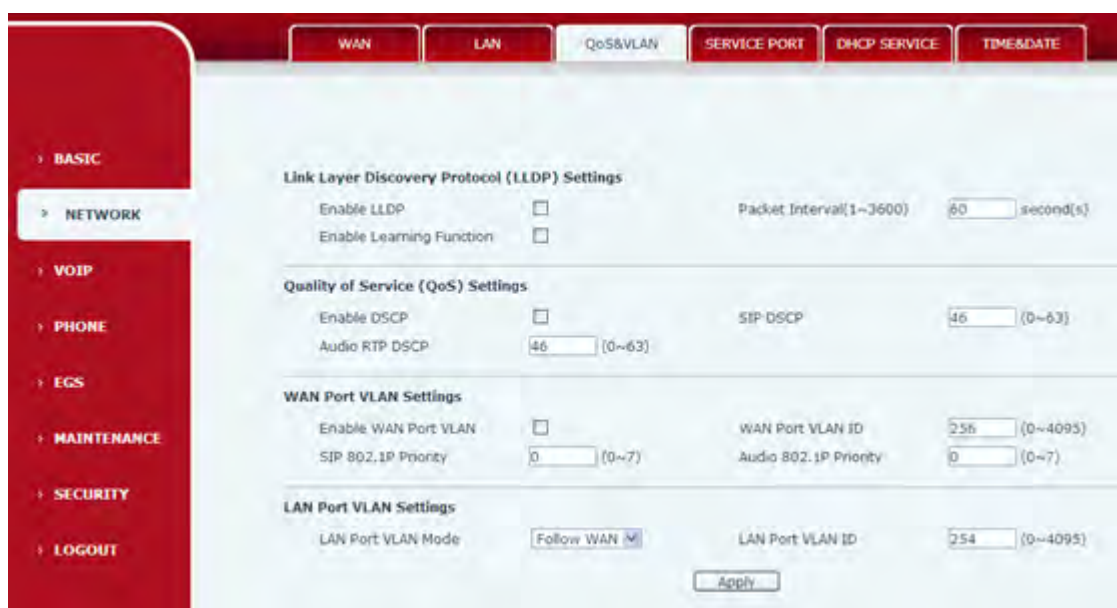 WAN LAN QoS&VLAN SERVICE PORT DHCP SERVICE TIME&DATE
› BASIC
› NETWORK
› VOIP
› PHONE
› EGS
› MAINTENANCE
› SECURITY
› LOGOUT
Link Layer Discovery Protocol (LLDP) Settings
Enable LLDP Packet Interval(1~3600) 60 second(s)
Enable Learning Function
Quality of Service (QoS) Settings
Enable DSCP SIP DSCP 46 (0~63)
Audio RTP DSCP 46 (0~63)
WAN Port VLAN Settings
Enable WAN Port VLAN WAN Port VLAN ID 256 (0~4095)
SIP 802.1P Priority 0 (0~7) Audio 802.1P Priority 0 (0~7)
LAN Port VLAN Settings
LAN Port VLAN Mode Follow WAN LAN Port VLAN ID 254 (0~4095)
Apply